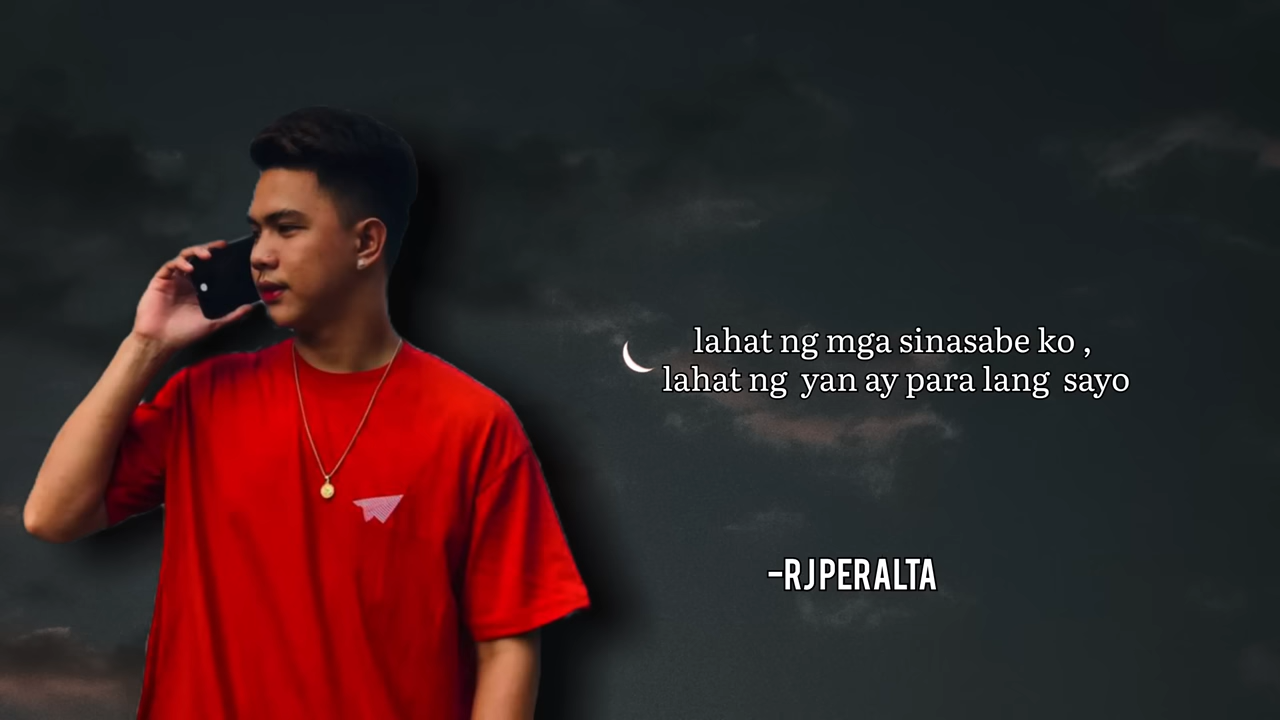 lahat ng mga sinasabe ko ,
lahat ng yan ay para lang sayo
-RJPERALTA